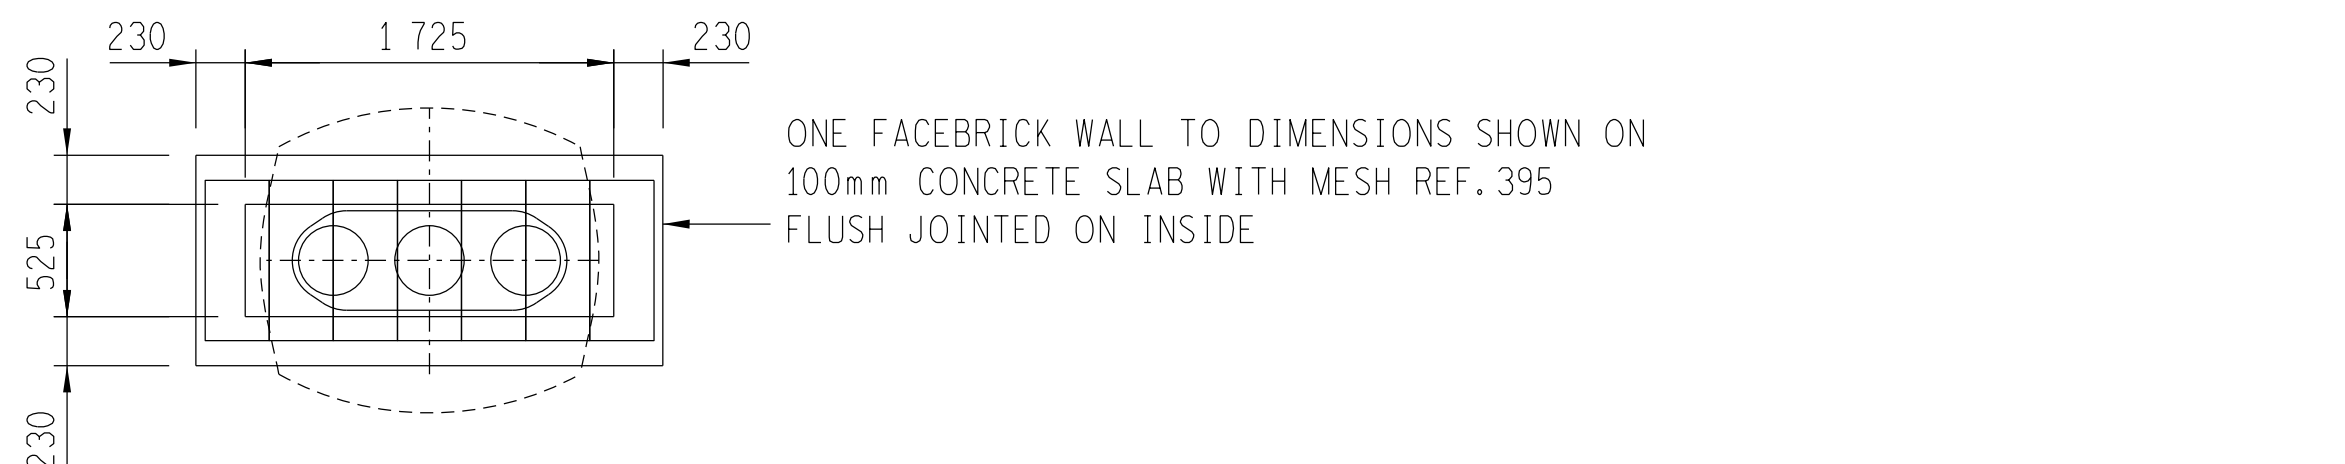 230 1 725 230
230
ONE FACEBRICK WALL TO DIMENSIONS SHOWN ON
100mm CONCRETE SLAB WITH MESH REF. 395
FLUSH JOINTED ON INSIDE
525
230